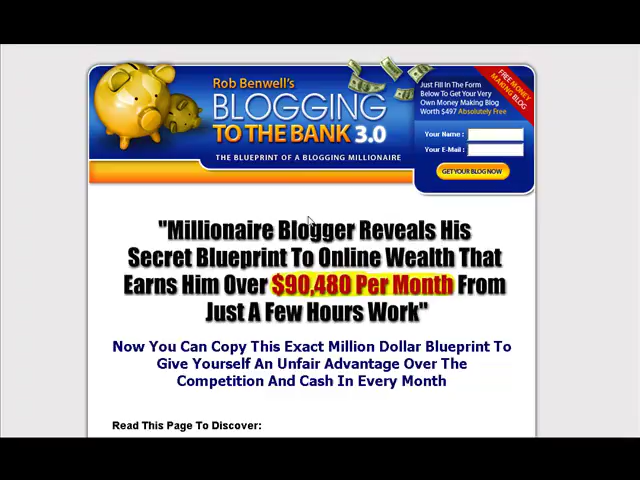 Rob Benwell's
BLOGGING
TO THE BANK 3.0
THE BLUEPRINT OF A BLOGGING MILLIONAIRE
Just Fill In The Form
Below To Get Your Very
Own Money Making Blog
Worth $497 Absolutely Free
FREE MONEY
MAKING BLOG
Your Name :
Your E-Mail :
GET YOUR BLOG NOW
"Millionaire Blogger Reveals His
Secret Blueprint To Online Wealth That
Earns Him Over $90,480 Per Month From
Just A Few Hours Work"
Now You Can Copy This Exact Million Dollar Blueprint To
Give Yourself An Unfair Advantage Over The
Competition And Cash In Every Month
Read This Page To Discover: